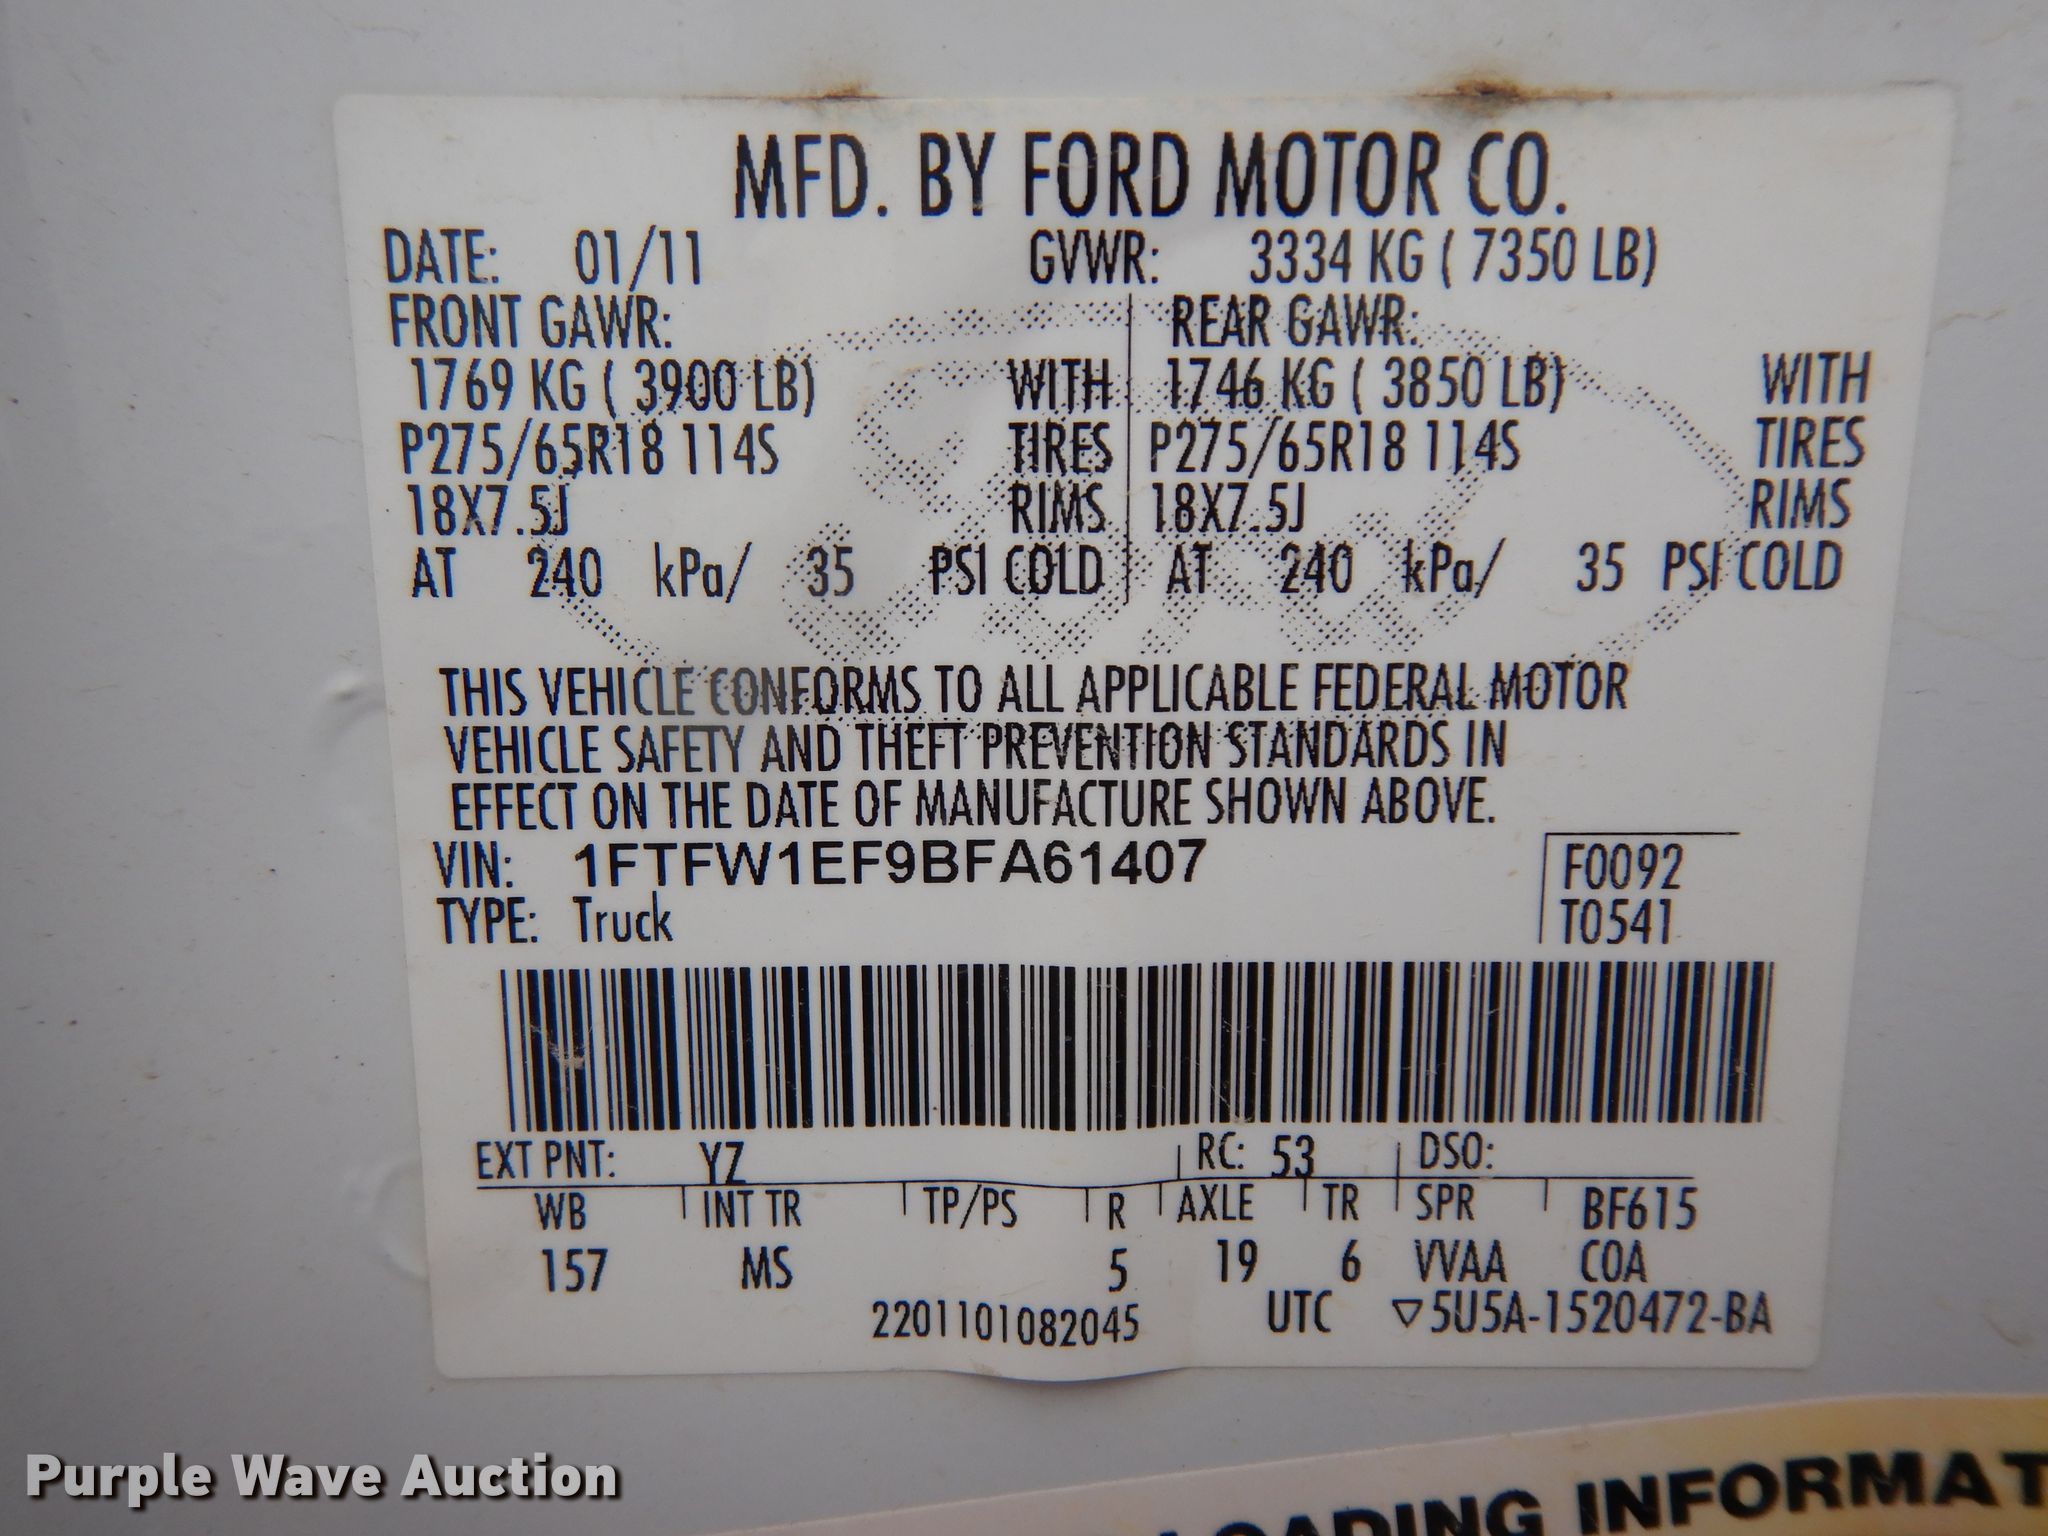 MFD. BY FORD MOTOR CO.
DATE: 01/11 GVWR: 3334 KG ( 7350 LB)
FRONT GAWR: REAR GAWR:
1769 KG ( 3900 LB) WITH 1746 KG ( 3850 LB) WITH
P275/65R18 114S TIRES P275/65R18 114S TIRES
18X7.5J RIMS 18X7.5J RIMS
AT 240 kPa/ 35 PSI COLD AT 240 kPa/ 35 PSI COLD
THIS VEHICLE CONFORMS TO ALL APPLICABLE FEDERAL MOTOR
VEHICLE SAFETY AND THEFT PREVENTION STANDARDS IN
EFFECT ON THE DATE OF MANUFACTURE SHOWN ABOVE.
VIN: 1FTFW1EF9BFA61407 F0092
TYPE: Truck T0541
EXT PNT: YZ RC: 53 DSO:
WB INT TR TP/PS R AXLE TR SPR BF615
157 MS 5 19 6 VVAA COA
2201101082045 UTC ▽5U5A-1520472-BA
Purple Wave Auction
LOADING INFORMAT